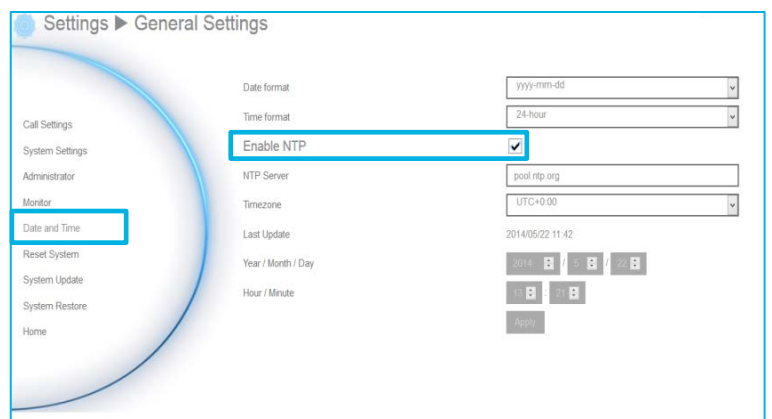 Settings ▶ General Settings
Call Settings
System Settings
Administrator
Monitor
Date and Time
Reset System
System Update
System Restore
Home
Date format yyyy-mm-dd
Time format 24-hour
Enable NTP
NTP Server pool.ntp.org
Timezone UTC+0:00
Last Update 2014/05/22 11:42
Year / Month / Day 2014 / 5 / 22
Hour / Minute 13 : 21
Apply